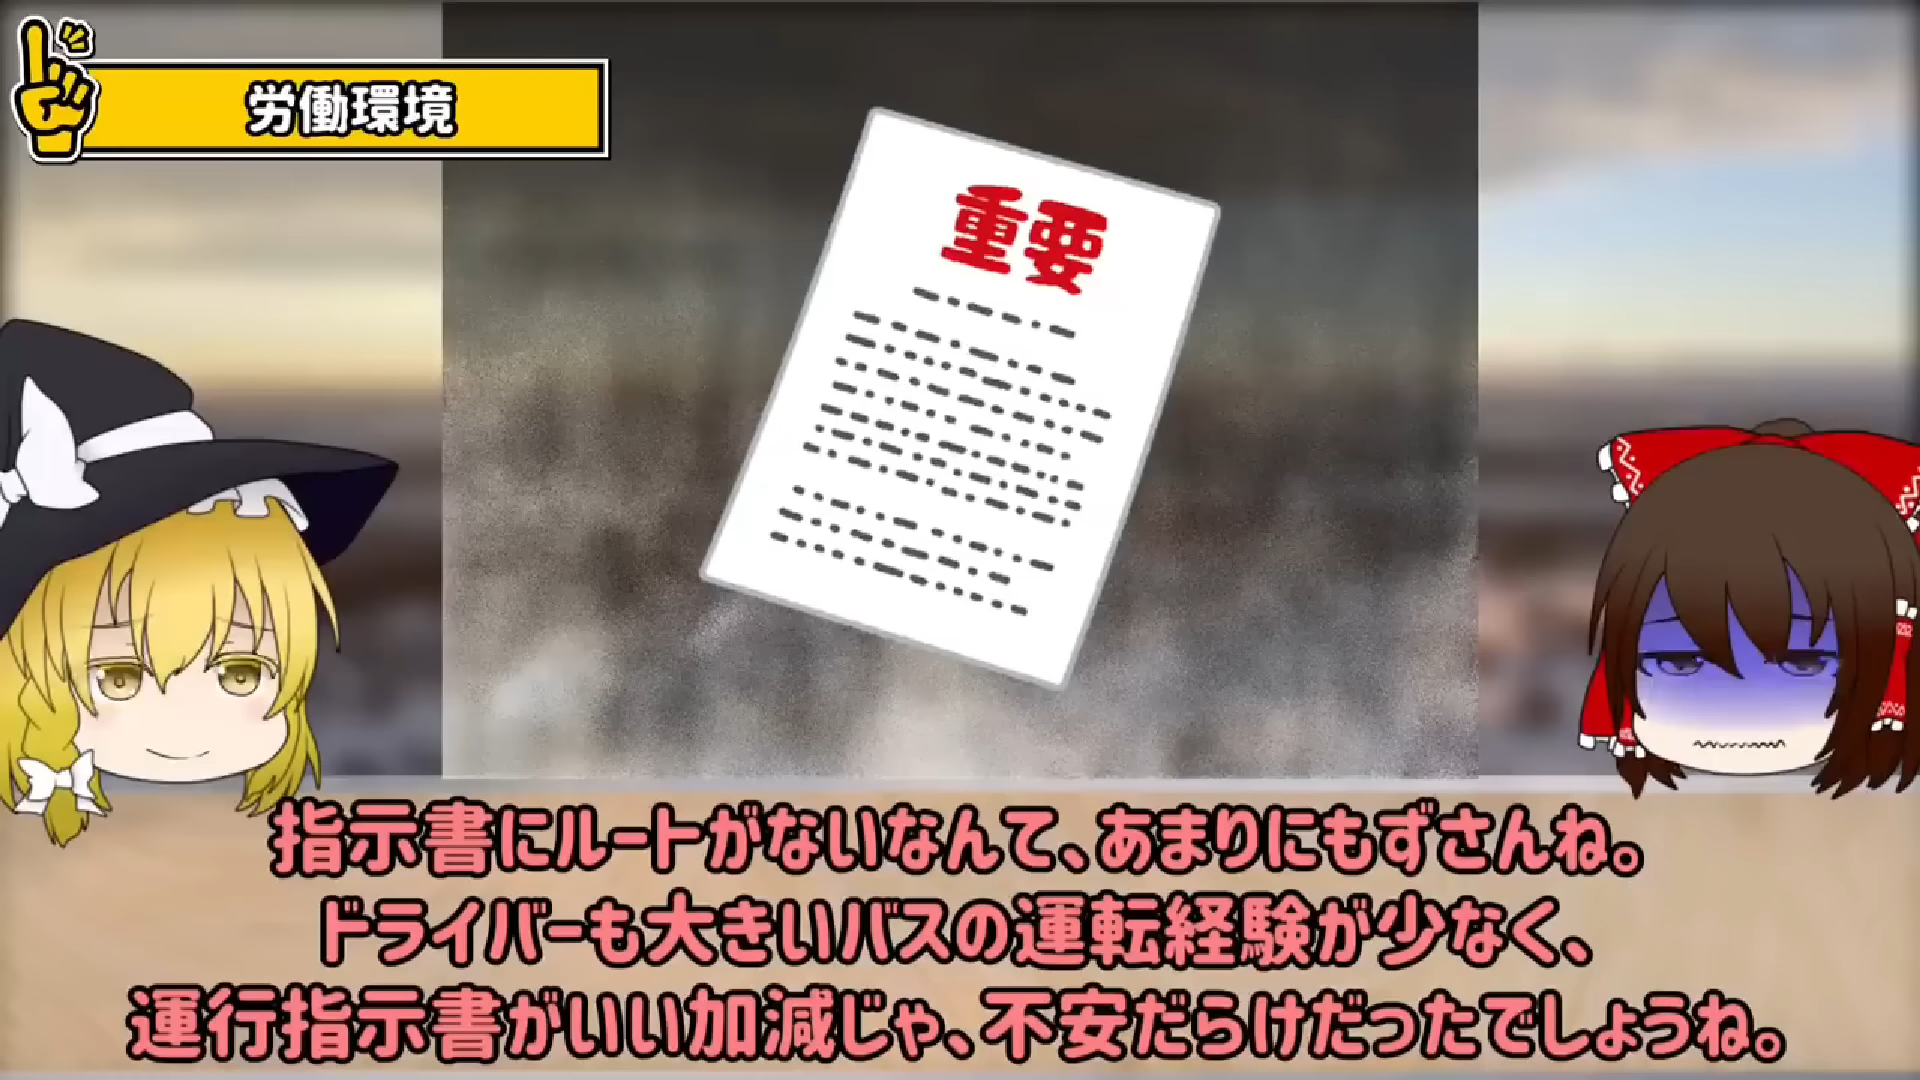 労働環境
重要
指示書にルートがないなんて、あまりにもずさんね。
ドライバーも大きいバスの運転経験が少なく、
運行指示書がいい加減じゃ、不安だらけだったでしょうね。